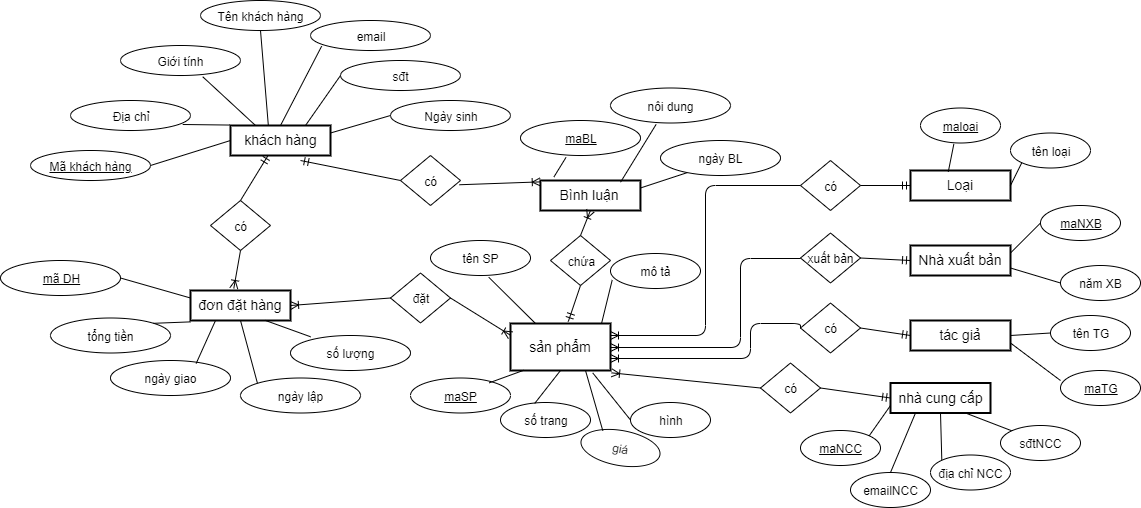 Tên khách hàng
email
Giới tính
sđt
Địa chỉ
Ngày sinh
khách hàng
Mã khách hàng
có
maBL
nôi dung
ngày BL
Bình luận
có
maloai
tên loại
Loại
có
mã DH
tổng tiền
đơn đặt hàng
ngày giao
ngày lập
số lượng
đặt
tên SP
chứa
mô tả
sản phẩm
maSP
số trang
giá
hình
xuất bản
Nhà xuất bản
maNXB
năm XB
có
tác giả
tên TG
maTG
có
nhà cung cấp
maNCC
emailNCC
địa chỉ NCC
sđtNCC